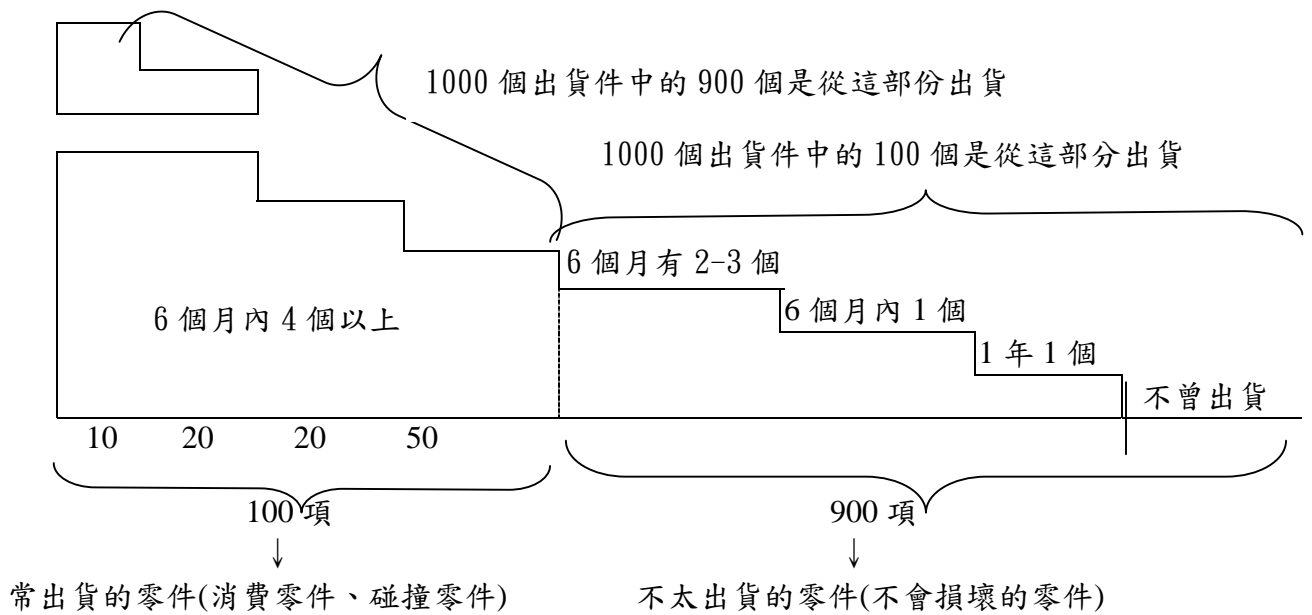 1000 個出貨件中的 900 個是從這部份出貨
1000 個出貨件中的 100 個是從這部分出貨
6 個月有 2-3 個
6 個月內 4 個以上
6 個月內 1 個
1 年 1 個
不曾出貨
10 20 20 50
100 項
900 項
↓ ↓
常出貨的零件(消費零件、碰撞零件)
不太出貨的零件(不會損壞的零件)